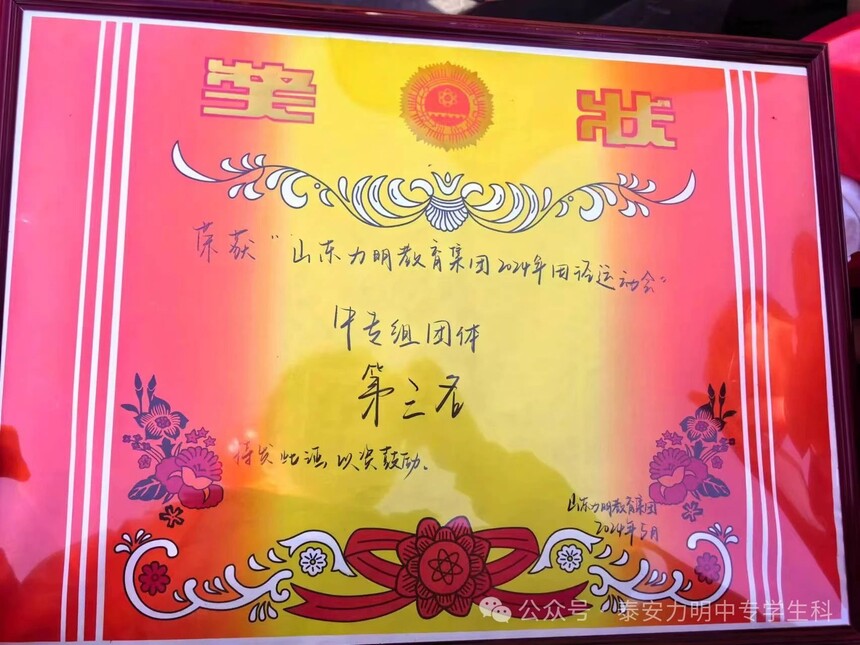 奖状
荣获"山东力明教育集团2024年田径运动会"
中专组团体
第三名
特发此证,以资鼓励。
山东力明教育集团
2024年5月
公众号 · 泰安力明中专学生科